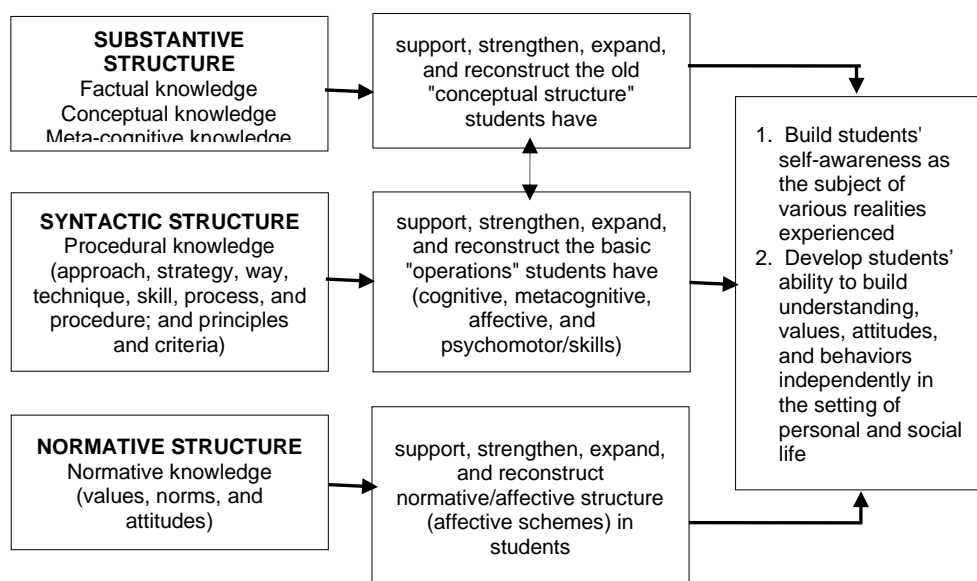 SUBSTANTIVE
STRUCTURE
Factual knowledge
Conceptual knowledge
Meta-cognitive knowledge
support, strengthen, expand,
and reconstruct the old
"conceptual structure"
students have
SYNTACTIC STRUCTURE
Procedural knowledge
(approach, strategy, way,
technique, skill, process, and
procedure; and principles
and criteria)
support, strengthen, expand,
and reconstruct the basic
"operations" students have
(cognitive, metacognitive,
affective, and
psychomotor/skills)
NORMATIVE STRUCTURE
Normative knowledge
(values, norms, and
attitudes)
support, strengthen, expand,
and reconstruct
normative/affective structure
(affective schemes) in
students
1. Build students'
self-awareness as
the subject of
various realities
experienced
2. Develop students’
ability to build
understanding,
values, attitudes,
and behaviors
independently in
the setting of
personal and social
life